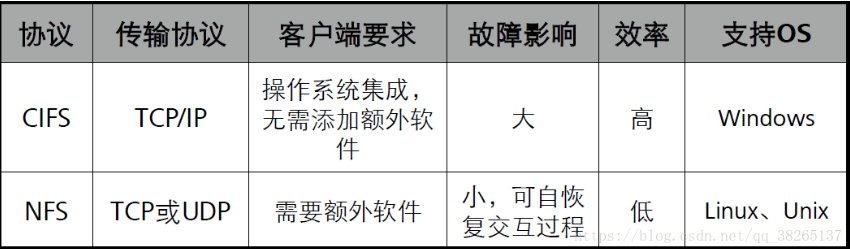 协议 传输协议 客户端要求 故障影响 效率 支持OS
操作系统集成，
CIFS TCP/IP 无需添加额外软 大 高 Windows
件
NFS TCP或UDP 需要额外软件 小，可自恢 低 Linux、Unix
复交互过程
https://blog.csdn.net/qq_38265137